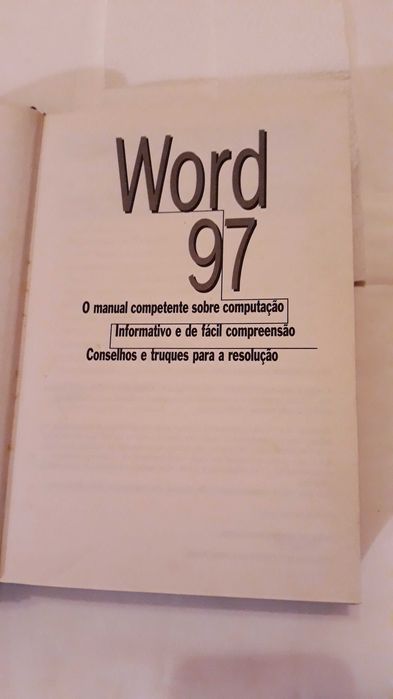 Word
97
O manual competente sobre computação
Informativo e de fácil compreensão
Conselhos e truques para a resolução